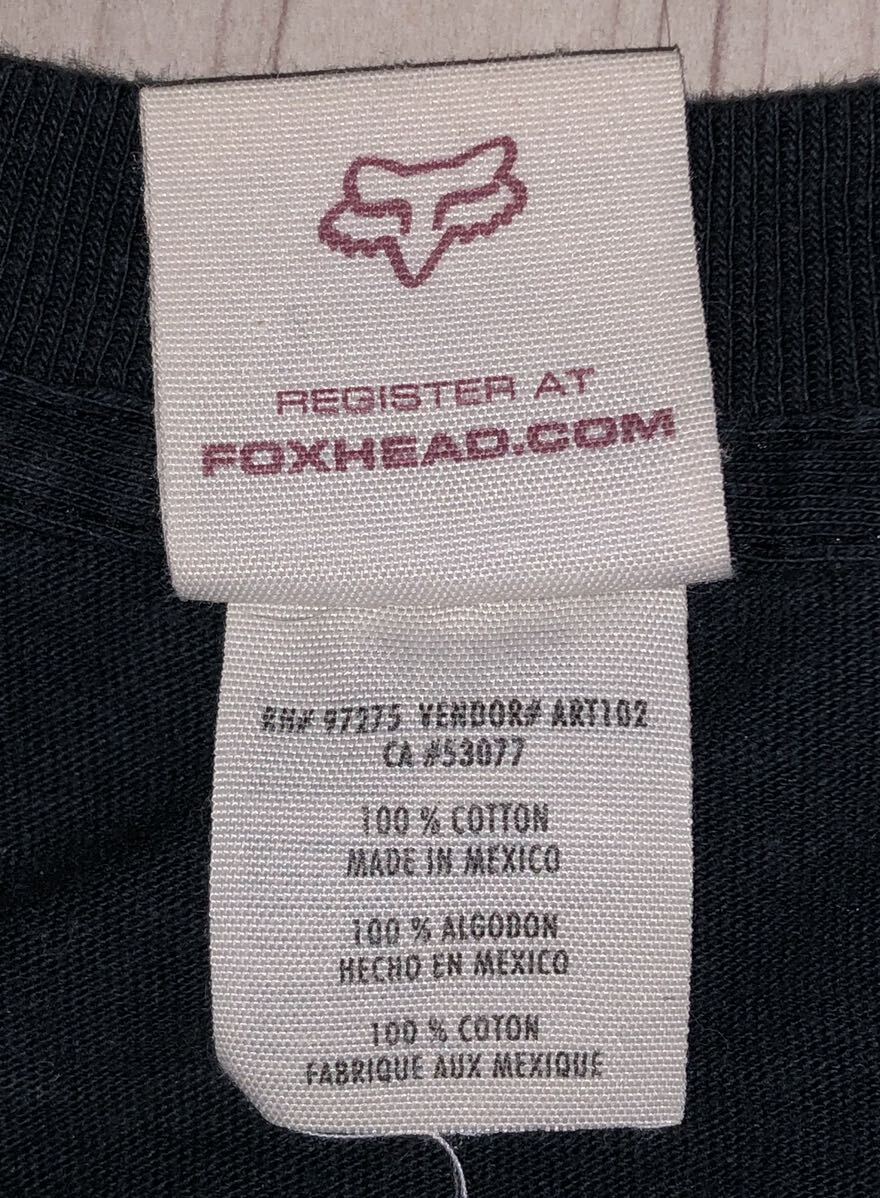 REGISTER AT
FOXHEAD.COM
RN# 97275 VENDOR# ART102
CA #53077
100 % COTTON
MADE IN MEXICO
100 % ALGODON
HECHO EN MEXICO
100 % COTON
FABRIQUE AUX MEXIQUE